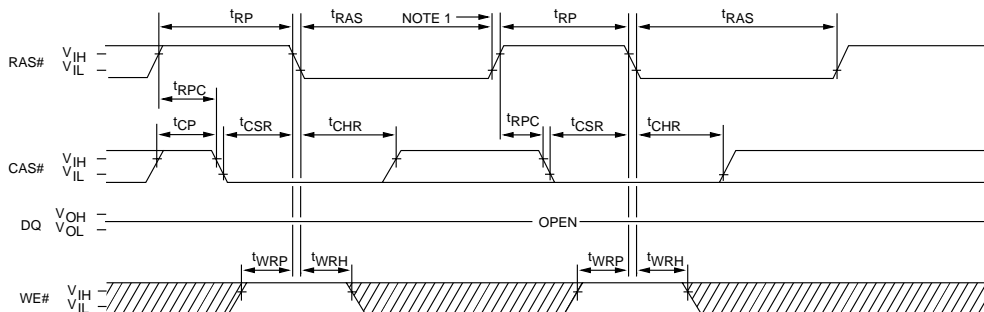 tRP tRAS NOTE 1 tRP tRAS
RAS# VIH
VIL
tRPC
tCP tCSR tCHR tRPC tCSR tCHR
CAS# VIH
VIL
DQ VOH
VOL
OPEN
tWRP tWRH tWRP tWRH
WE# VIH
VIL